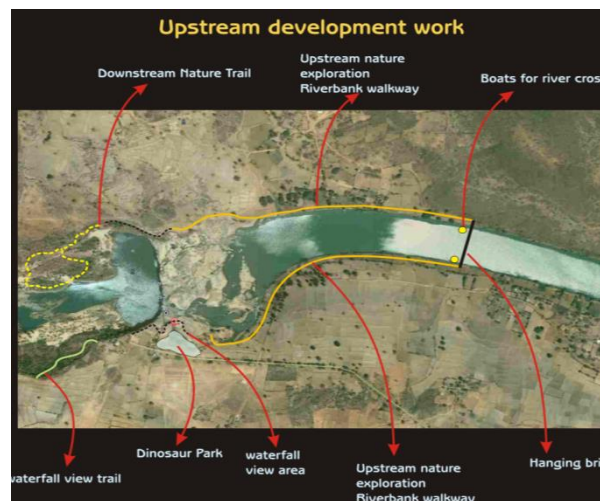 Upstream development work
Downstream Nature Trail
Upstream nature
exploration
Riverbank walkway
Boats for river cros
waterfall view trail
Dinosaur Park
waterfall
view area
Upstream nature
exploration
Riverbank walkway
Hanging bri